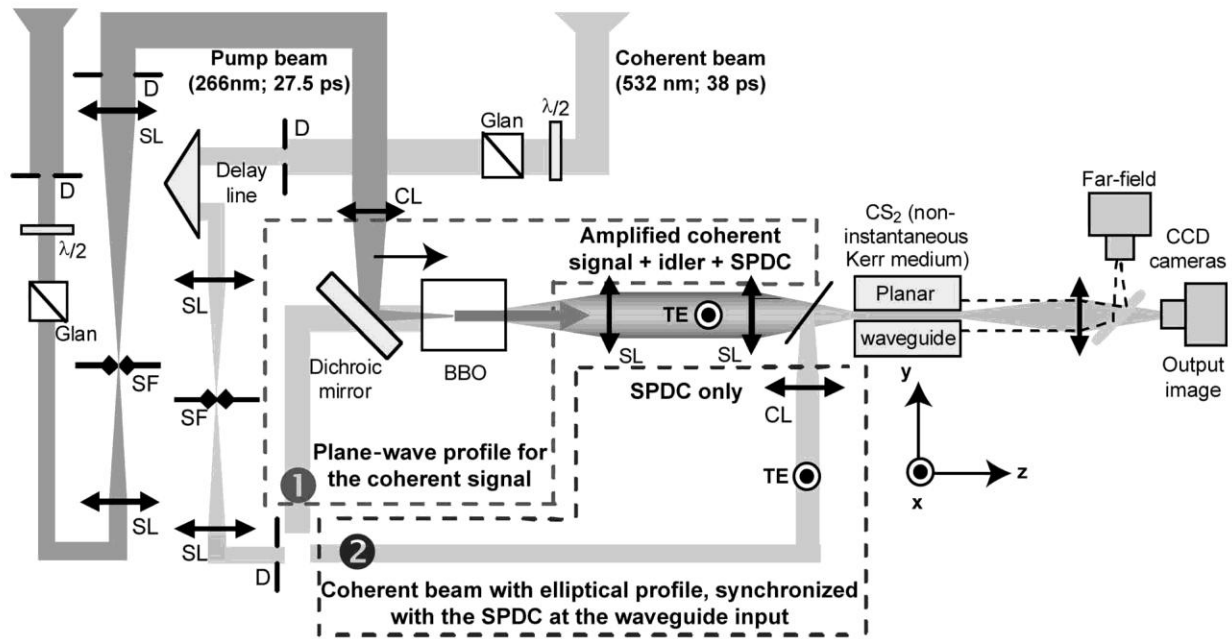 Pump beam
(266nm; 27.5 ps)
Coherent beam
(532 nm; 38 ps)
D
SL
D
Glan
λ/2
Delay
line
D
λ/2
Glan
SF
SL
SL
SF
SL
D
CL
Dichroic
mirror
BBO
Amplified coherent
signal + idler + SPDC
TE
SL
SL
SPDC only
CL
TE
CS2 (non-
instantaneous
Kerr medium)
Planar
waveguide
Far-field
CCD
cameras
Output
image
y
z
x
1
Plane-wave profile for
the coherent signal
2
Coherent beam with elliptical profile, synchronized
with the SPDC at the waveguide input